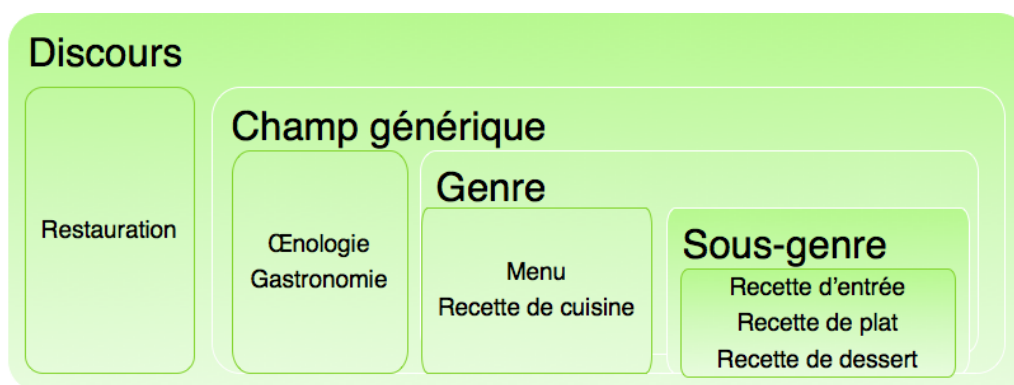 Discours
Restauration
Champ générique
Œnologie
Gastronomie
Genre
Menu
Recette de cuisine
Sous-genre
Recette d’entrée
Recette de plat
Recette de dessert